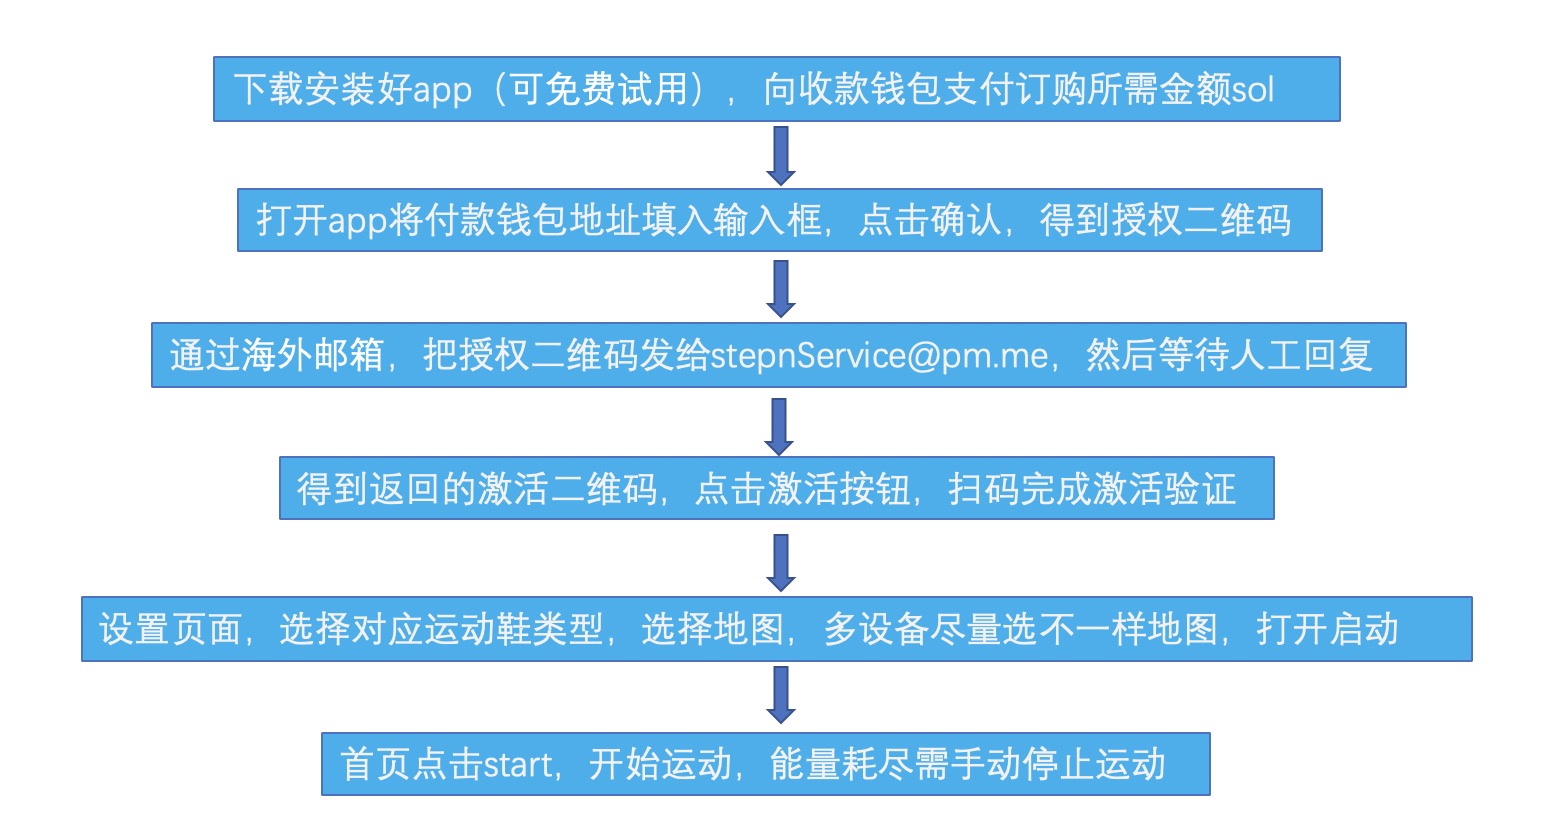 下载安装好app（可免费试用），向收款钱包支付订购所需金额sol
打开app将付款钱包地址填入输入框，点击确认，得到授权二维码
通过海外邮箱，把授权二维码发给stepnService@pm.me，然后等待人工回复
得到返回的激活二维码，点击激活按钮，扫码完成激活验证
设置页面，选择对应运动鞋类型，选择地图，多设备尽量选不一样地图，打开启动
首页点击start，开始运动，能量耗尽需手动停止运动